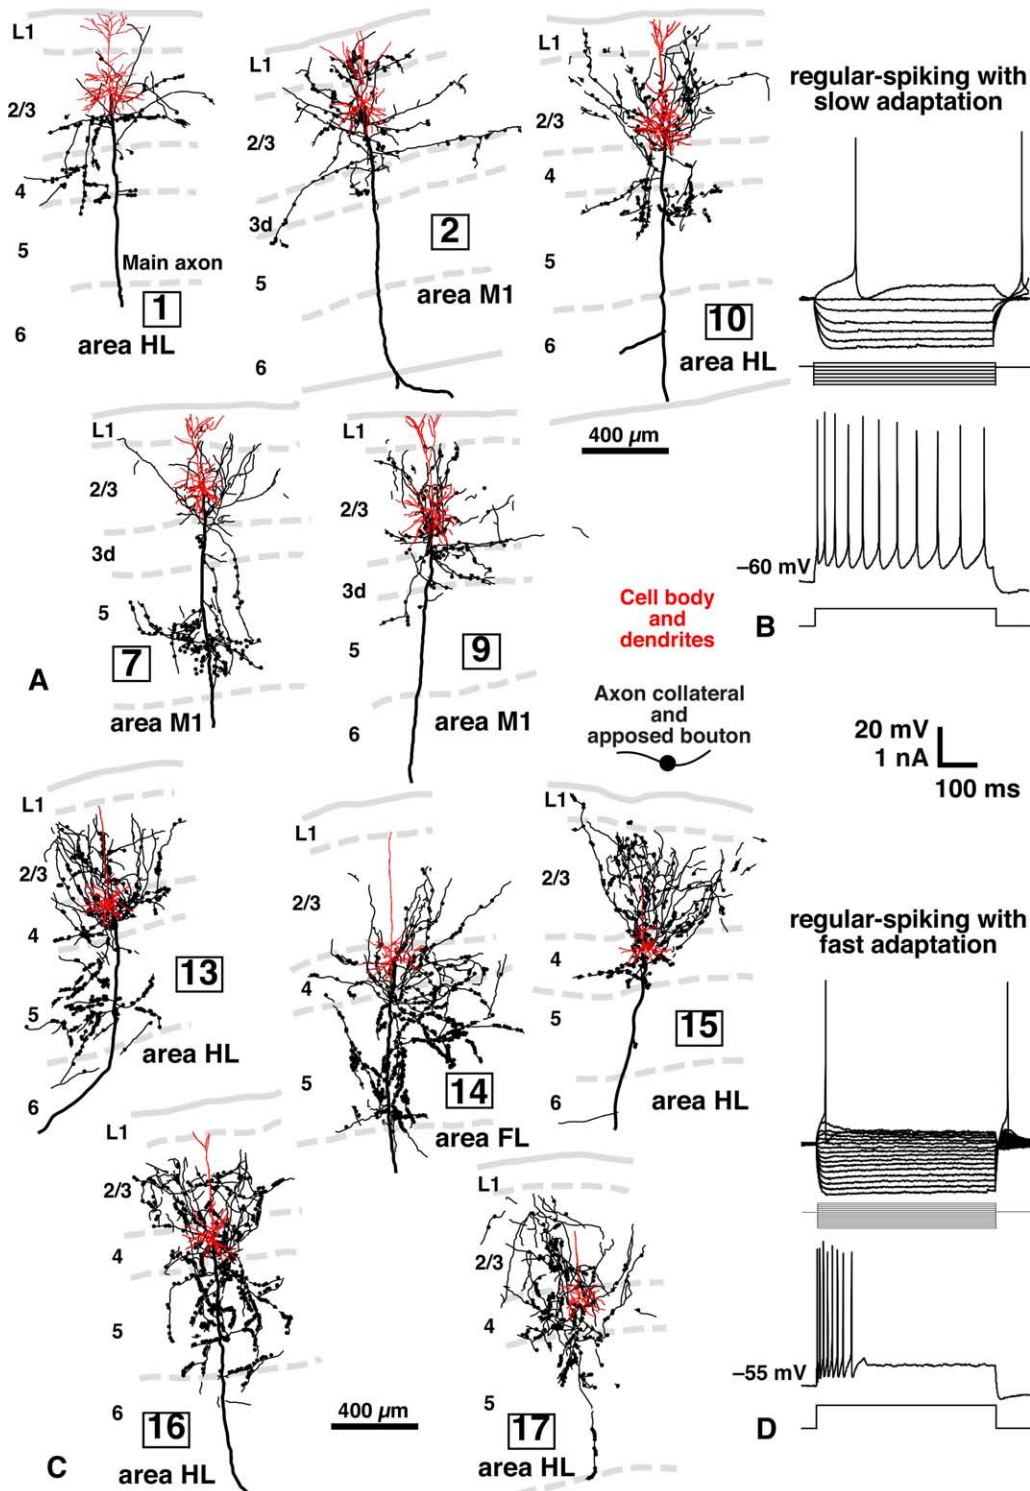 L1
2/3
4
5
6
Main axon
1
area HL
L1
2/3
3d
5
6
2
area M1
L1
2/3
4
5
6
10
area HL
regular-spiking with
slow adaptation
400 µm
L1
2/3
3d
5
7
area M1
A
L1
2/3
3d
5
6
9
area M1
Cell body
and
dendrites
Axon collateral
and
apposed bouton
–60 mV
B
20 mV
1 nA
100 ms
L1
2/3
4
5
6
13
area HL
L1
2/3
4
5
14
area FL
L1
2/3
4
5
6
15
area HL
regular-spiking with
fast adaptation
L1
2/3
4
5
6
16
area HL
C
400 µm
L1
2/3
4
5
17
area HL
–55 mV
D